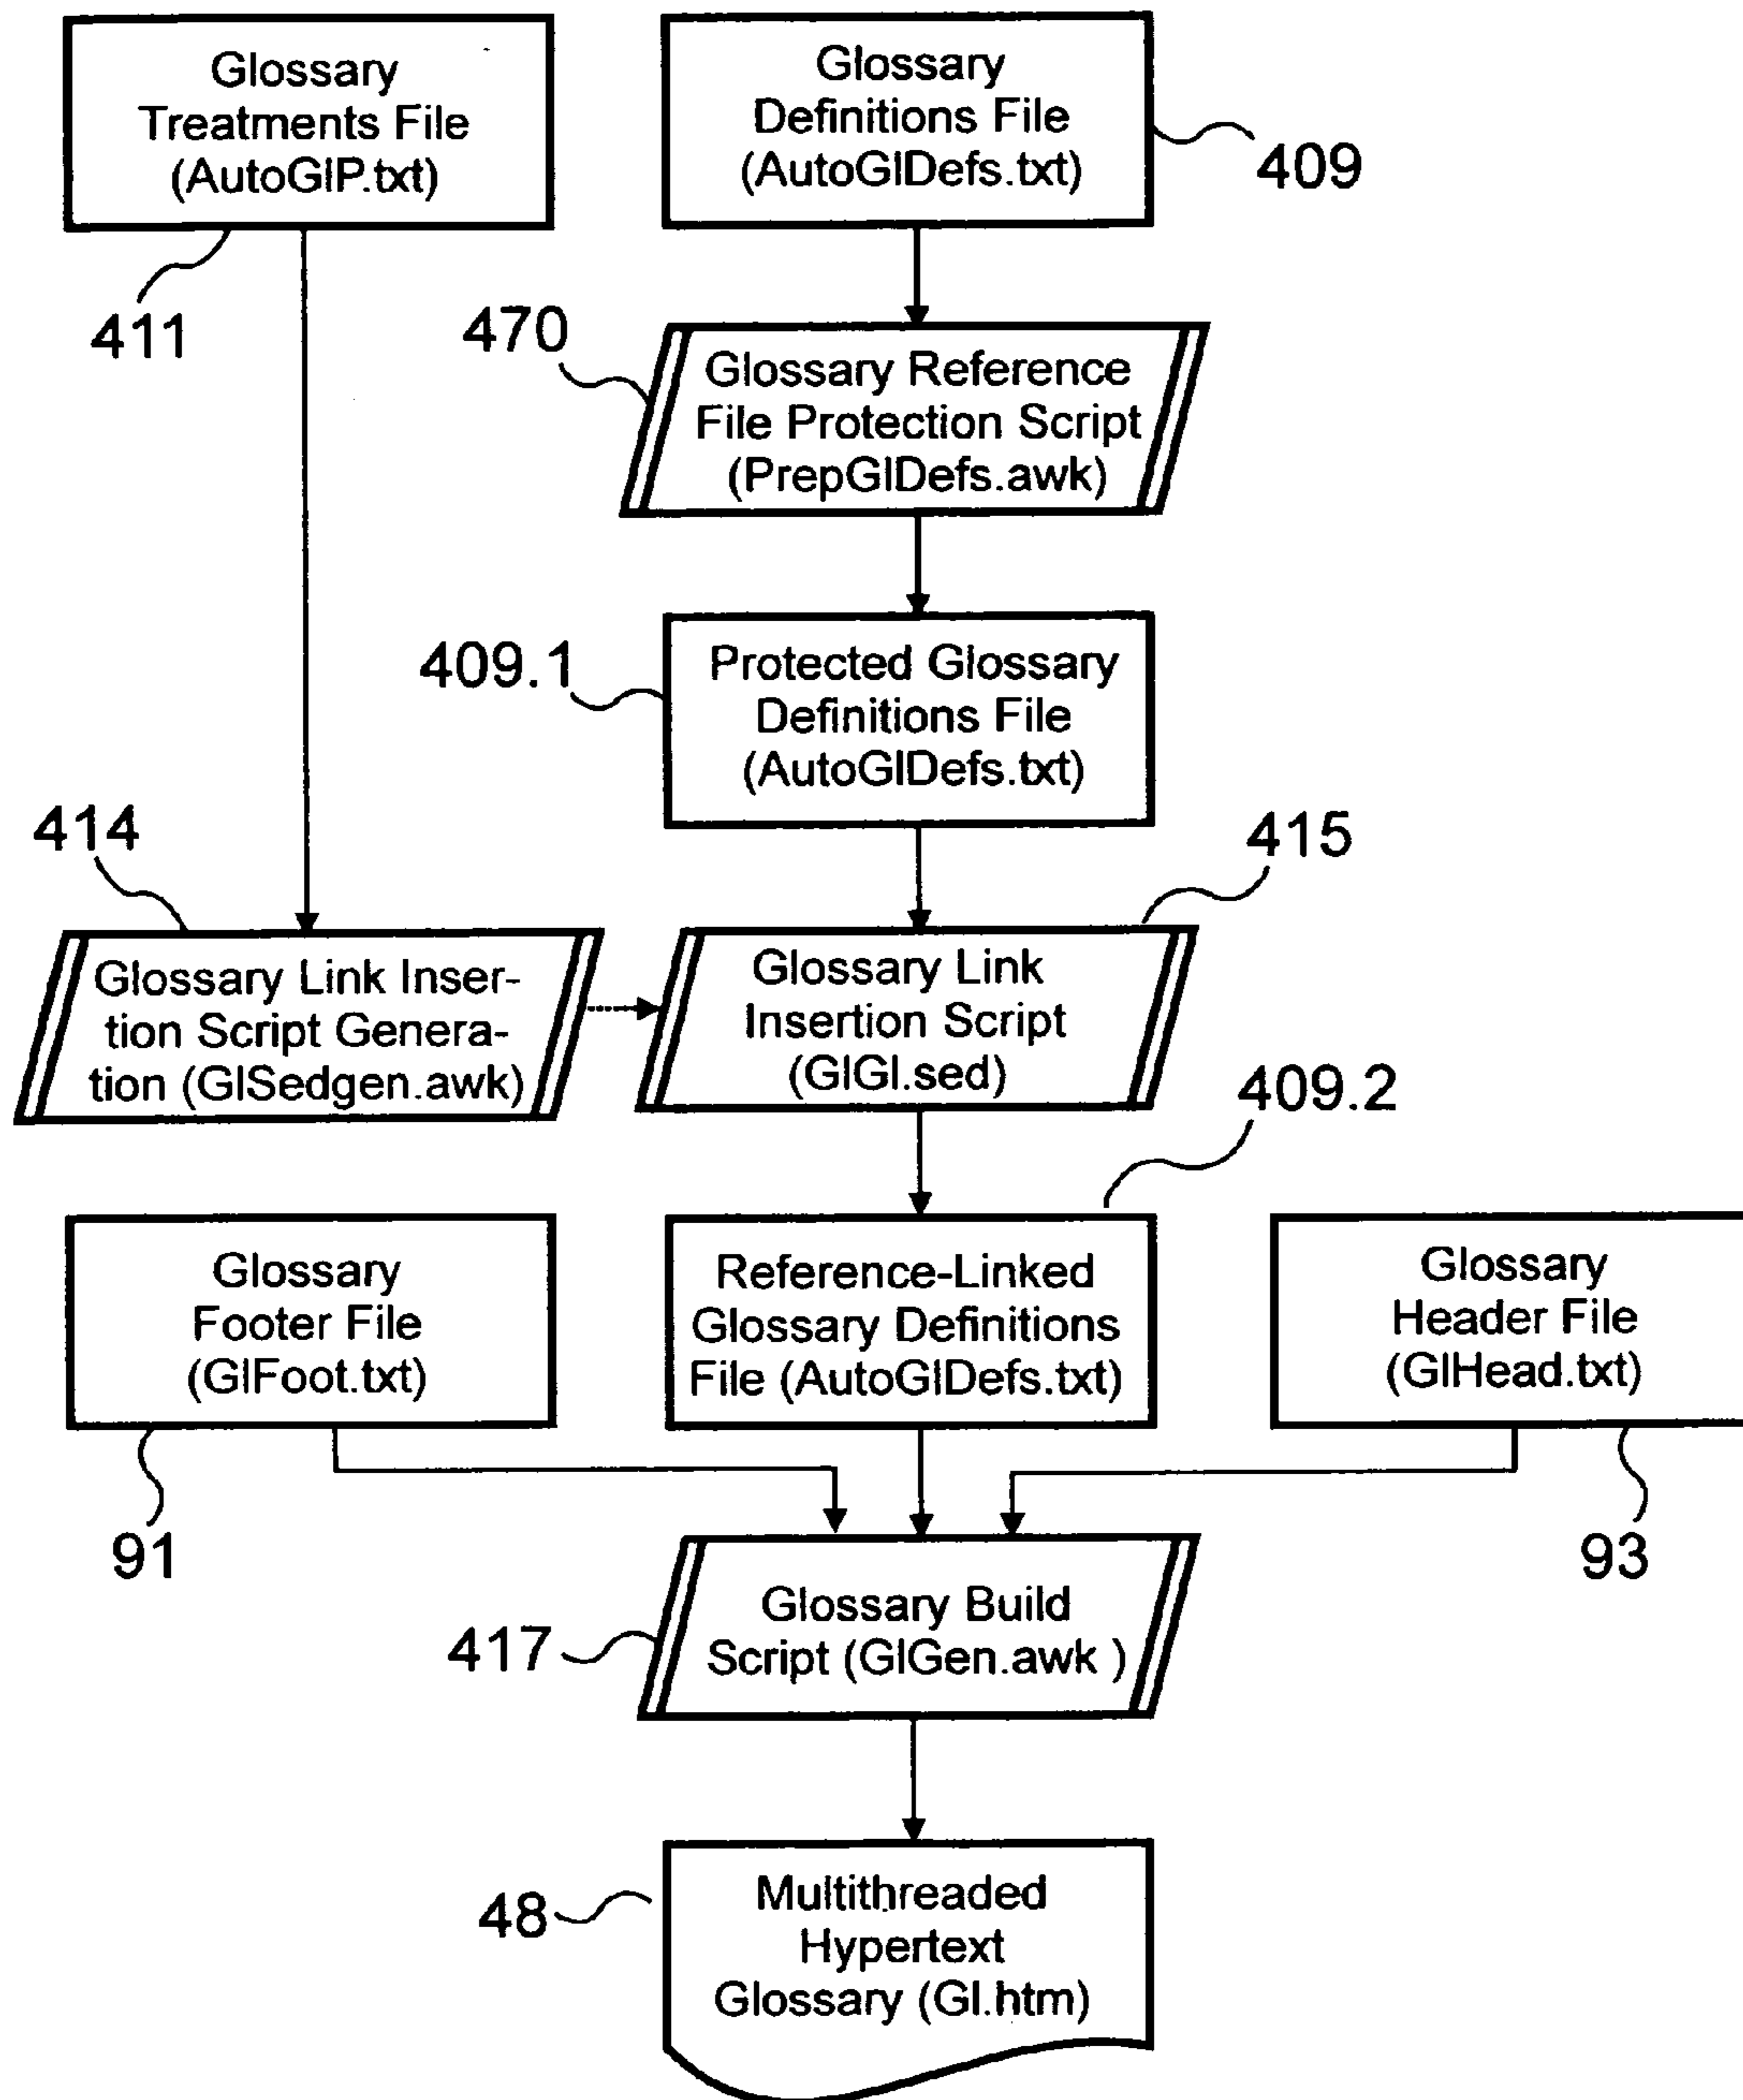 Glossary
Treatments File
(AutoGlP.txt)
411
Glossary
Definitions File
(AutoGlDefs.txt)
409
470
Glossary Reference
File Protection Script
(PrepGlDefs.awk)
409.1
Protected Glossary
Definitions File
(AutoGlDefs.txt)
414
Glossary Link Inser-
tion Script Genera-
tion (GlSedgen.awk)
415
Glossary Link
Insertion Script
(GlGl.sed)
409.2
Glossary
Footer File
(GlFoot.txt)
91
Reference-Linked
Glossary Definitions
File (AutoGlDefs.txt)
Glossary
Header File
(GlHead.txt)
93
417
Glossary Build
Script (GlGen.awk )
48
Multithreaded
Hypertext
Glossary (Gl.htm)